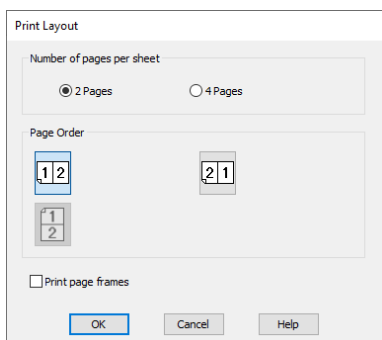 Print Layout
Number of pages per sheet
2 Pages 4 Pages
Page Order
1 2 2 1
1
2
Print page frames
OK Cancel Help